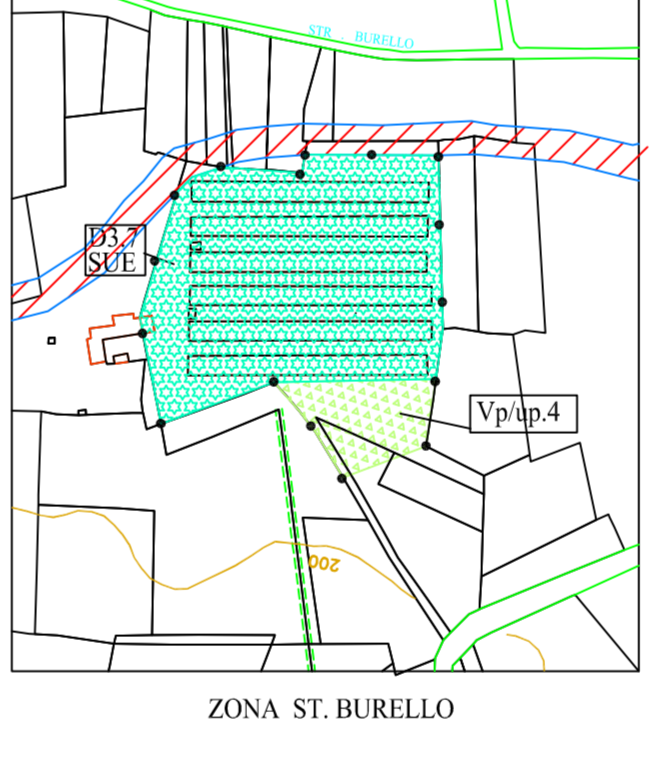 STR . BURELLO
D3.7
SUE
Vp/up.4
200
ZONA ST. BURELLO